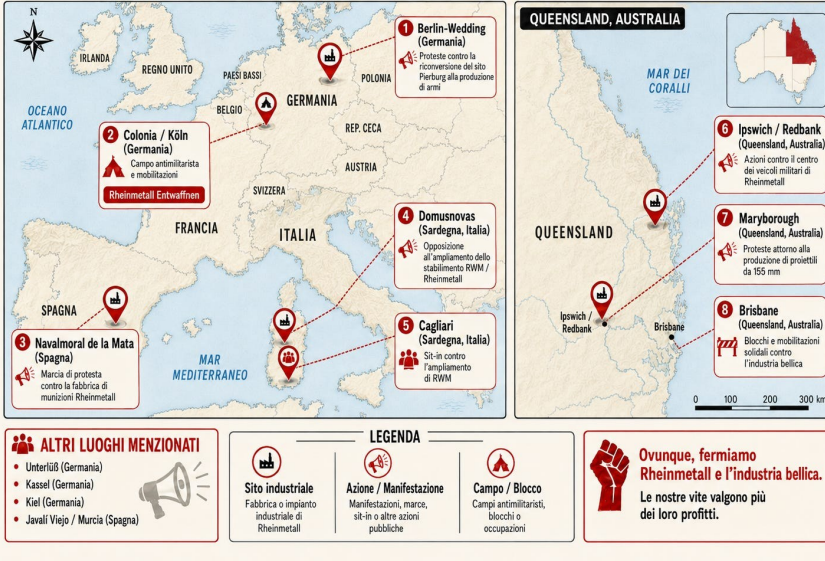 N
IRLANDA
REGNO UNITO
PAESI BASSI
BELGIO
GERMANIA
POLONIA
REP. CECA
AUSTRIA
SVIZZERA
FRANCIA
ITALIA
SPAGNA
OCEANO
ATLANTICO
MAR
MEDITERRANEO
1 Berlin-Wedding
(Germania)
Proteste contro la
riconversione del sito
Pierburg alla produzione
di armi
2 Colonia / Köln
(Germania)
Campo antimilitarista
e mobilitazioni
Rheinmetall Entwaffnen
3 Navalmoral de la Mata
(Spagna)
Marcia di protesta
contro la fabbrica di
munizioni Rheinmetall
4 Domusnovas
(Sardegna, Italia)
Opposizione
all'ampliamento dello
stabilimento RWM /
Rheinmetall
5 Cagliari
(Sardegna, Italia)
Sit-in contro
l'ampliamento
di RWM
QUEENSLAND, AUSTRALIA
MAR DEI
CORALLI
QUEENSLAND
Ipswich /
Redbank
Brisbane
6 Ipswich / Redbank
(Queensland, Australia)
Azioni contro il centro
dei veicoli militari di
Rheinmetall
7 Maryborough
(Queensland, Australia)
Proteste attorno alla
produzione di proiettili
da 155 mm
8 Brisbane
(Queensland, Australia)
Blocchi e mobilitazioni
solidali contro
l'industria bellica
0 100 200 300 km
ALTRI LUOGHI MENZIONATI
• Unterlüß (Germania)
• Kassel (Germania)
• Kiel (Germania)
• Javalí Viejo / Murcia (Spagna)
LEGENDA
Sito industriale
Fabbrica o impianto
industriale di
Rheinmetall
Azione / Manifestazione
Manifestazioni, marce,
sit-in o altre azioni
pubbliche
Campo / Blocco
Campi antimilitaristi,
blocchi o
occupazioni
Ovunque, fermiamo
Rheinmetall e l'industria bellica.
Le nostre vite valgono più
dei loro profitti.